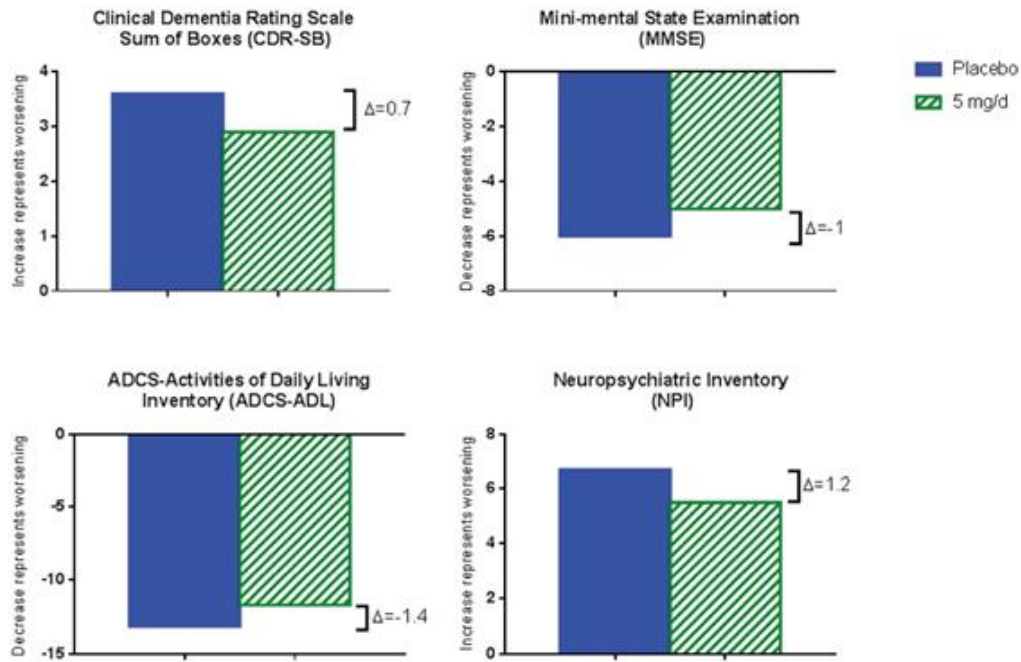 Clinical Dementia Rating Scale
Sum of Boxes (CDR-SB)
Increase represents worsening
4
3
2
1
0
Δ=0.7
Mini-mental State Examination
(MMSE)
Decrease represents worsening
0
-2
-4
-6
-8
Δ=-1
Placebo
5 mg/d
ADCS-Activities of Daily Living
Inventory (ADCS-ADL)
Decrease represents worsening
0
-5
-10
-15
Δ=-1.4
Neuropsychiatric Inventory
(NPI)
Increase represents worsening
8
6
4
2
0
Δ=1.2